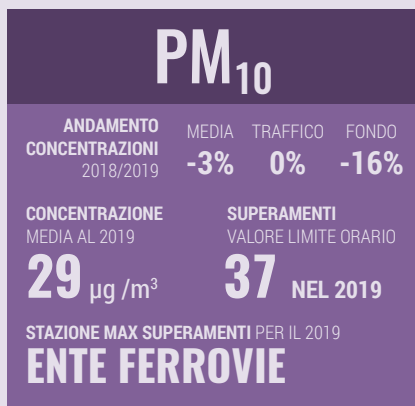 PM₁₀
ANDAMENTO CONCENTRAZIONI 2018/2019
MEDIA TRAFFICO FONDO
-3% 0% -16%
CONCENTRAZIONE
MEDIA AL 2019
29 µg /m³
SUPERAMENTI
VALORE LIMITE ORARIO
37 NEL 2019
STAZIONE MAX SUPERAMENTI PER IL 2019
ENTE FERROVIE